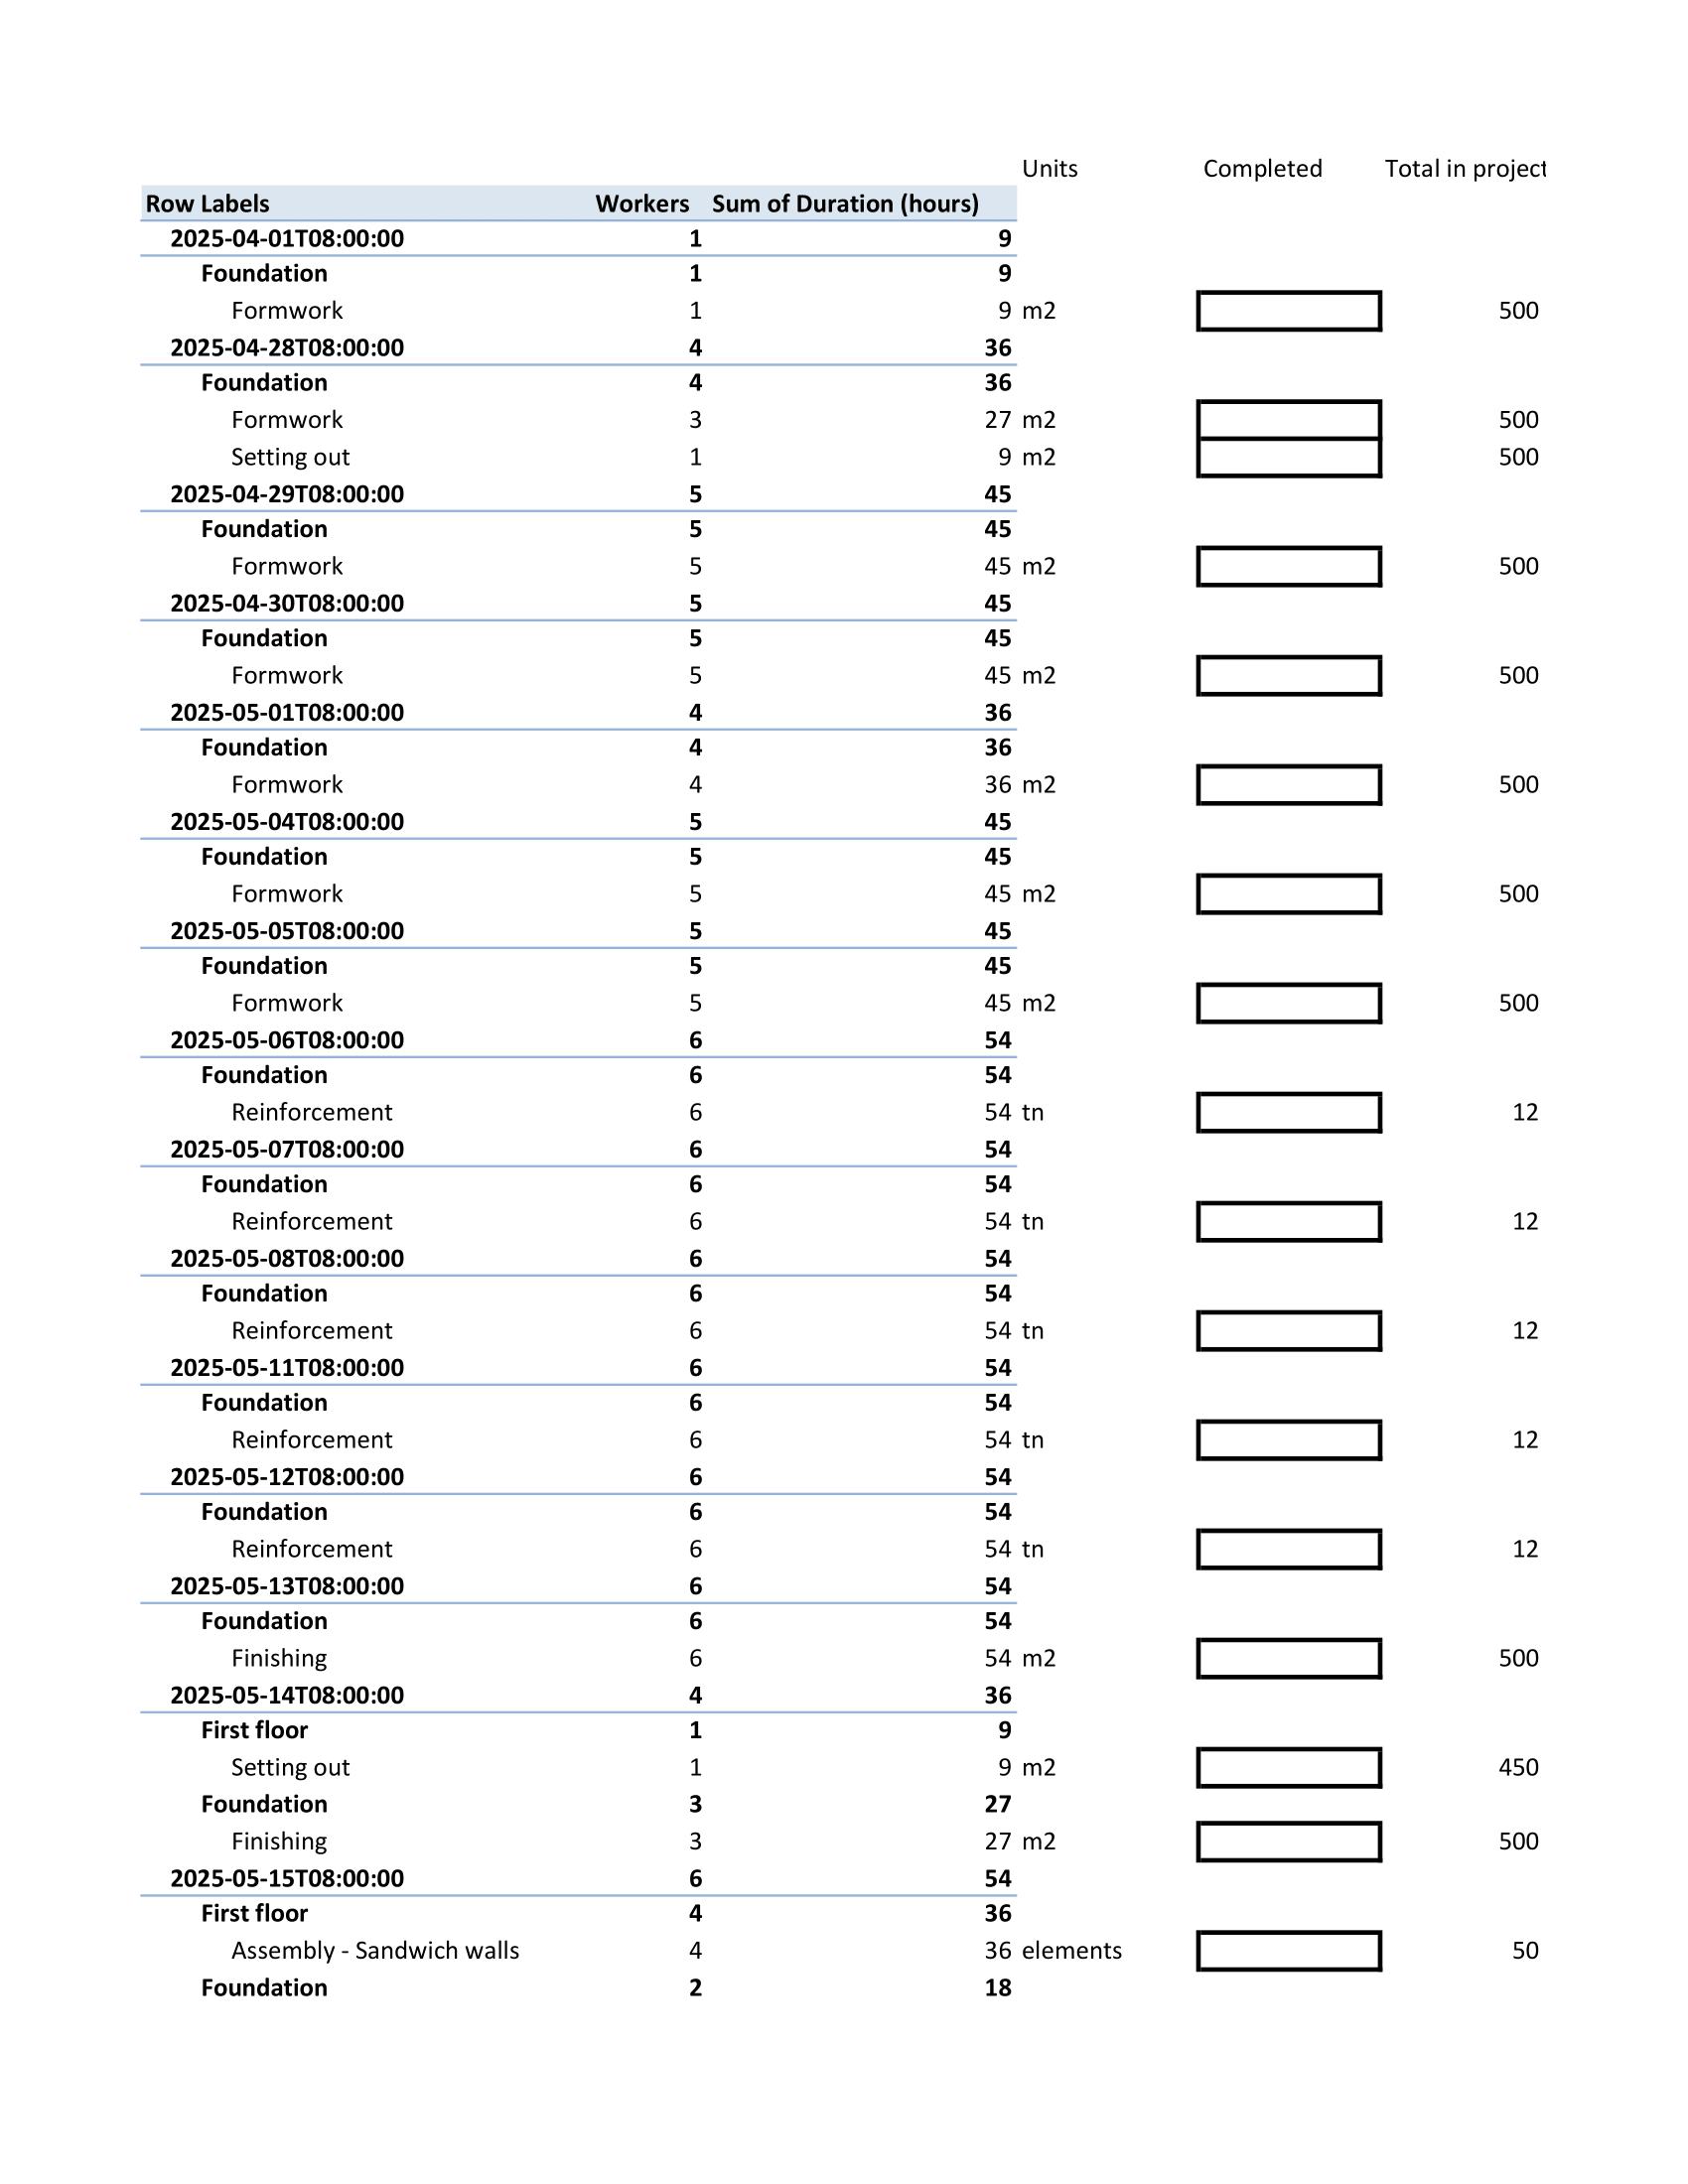 Units Completed Total in project
Row Labels Workers Sum of Duration (hours)
2025-04-01T08:00:00 1 9
Foundation 1 9
Formwork 1 9 m2 500
2025-04-28T08:00:00 4 36
Foundation 4 36
Formwork 3 27 m2 500
Setting out 1 9 m2 500
2025-04-29T08:00:00 5 45
Foundation 5 45
Formwork 5 45 m2 500
2025-04-30T08:00:00 5 45
Foundation 5 45
Formwork 5 45 m2 500
2025-05-01T08:00:00 4 36
Foundation 4 36
Formwork 4 36 m2 500
2025-05-04T08:00:00 5 45
Foundation 5 45
Formwork 5 45 m2 500
2025-05-05T08:00:00 5 45
Foundation 5 45
Formwork 5 45 m2 500
2025-05-06T08:00:00 6 54
Foundation 6 54
Reinforcement 6 54 tn 12
2025-05-07T08:00:00 6 54
Foundation 6 54
Reinforcement 6 54 tn 12
2025-05-08T08:00:00 6 54
Foundation 6 54
Reinforcement 6 54 tn 12
2025-05-11T08:00:00 6 54
Foundation 6 54
Reinforcement 6 54 tn 12
2025-05-12T08:00:00 6 54
Foundation 6 54
Reinforcement 6 54 tn 12
2025-05-13T08:00:00 6 54
Foundation 6 54
Finishing 6 54 m2 500
2025-05-14T08:00:00 4 36
First floor 1 9
Setting out 1 9 m2 450
Foundation 3 27
Finishing 3 27 m2 500
2025-05-15T08:00:00 6 54
First floor 4 36
Assembly - Sandwich walls 4 36 elements 50
Foundation 2 18